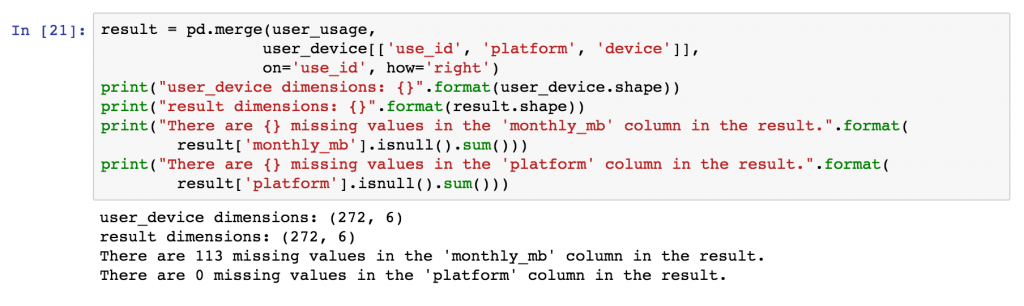 In [21]: result = pd.merge(user_usage,
                 user_device[['use_id', 'platform', 'device']],
                 on='use_id', how='right')
print("user_device dimensions: {}".format(user_device.shape))
print("result dimensions: {}".format(result.shape))
print("There are {} missing values in the 'monthly_mb' column in the result.".format(
        result['monthly_mb'].isnull().sum()))
print("There are {} missing values in the 'platform' column in the result.".format(
        result['platform'].isnull().sum()))
user_device dimensions: (272, 6)
result dimensions: (272, 6)
There are 113 missing values in the 'monthly_mb' column in the result.
There are 0 missing values in the 'platform' column in the result.